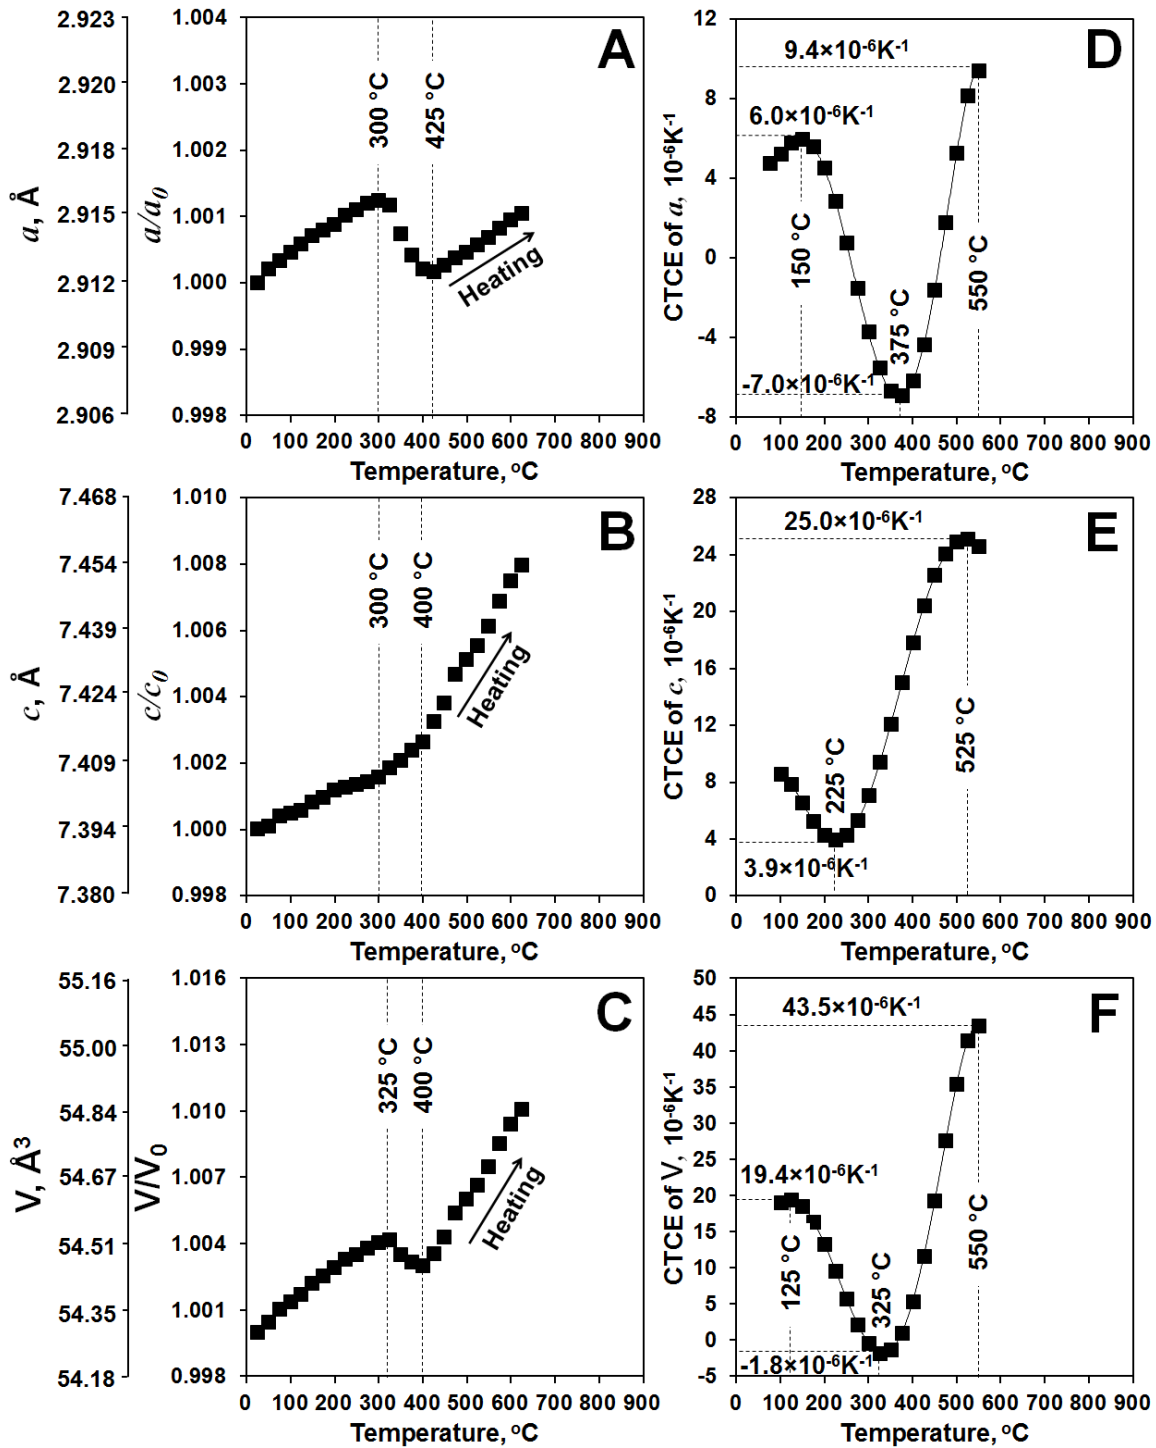 2.923
2.920
2.918
2.915
2.912
2.909
2.906
a, Å
1.004
1.003
1.002
1.001
1.000
0.999
0.998
a/a₀
A
300 °C
425 °C
Heating
0 100 200 300 400 500 600 700 900
Temperature, °C
12
8
4
0
-4
-8
CTCE of a, 10⁻⁶K⁻¹
D
9.4×10⁻⁶K⁻¹
6.0×10⁻⁶K⁻¹
150 °C
375 °C
550 °C
-7.0×10⁻⁶K⁻¹
0 100 200 300 400 500 600 700 900
Temperature, °C
7.468
7.454
7.439
7.424
7.409
7.394
7.380
c, Å
1.010
1.008
1.006
1.004
1.002
1.000
0.998
c/c₀
B
300 °C
400 °C
Heating
0 100 200 300 400 500 600 700 900
Temperature, °C
28
24
20
16
12
8
4
0
CTCE of c, 10⁻⁶K⁻¹
E
25.0×10⁻⁶K⁻¹
225 °C
525 °C
3.9×10⁻⁶K⁻¹
0 100 200 300 400 500 600 700 900
Temperature, °C
55.16
55.00
54.84
54.67
54.51
54.35
54.18
V, Å³
1.016
1.013
1.010
1.007
1.004
1.001
0.998
V/V₀
C
325 °C
400 °C
Heating
0 100 200 300 400 500 600 700 900
Temperature, °C
50
45
40
35
30
25
20
15
10
5
0
-5
CTCE of V, 10⁻⁶K⁻¹
F
43.5×10⁻⁶K⁻¹
19.4×10⁻⁶K⁻¹
125 °C
325 °C
550 °C
-1.8×10⁻⁶K⁻¹
0 100 200 300 400 500 600 700 900
Temperature, °C